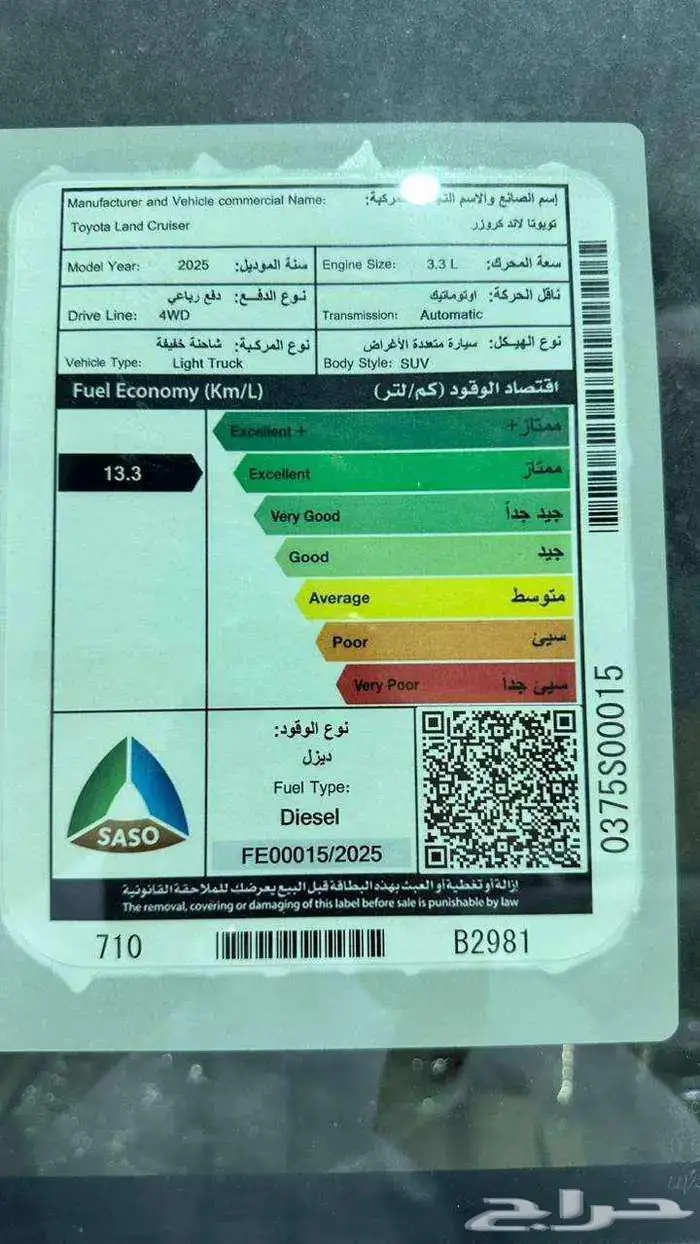 Manufacturer and Vehicle commercial Name: إسم الصانع والاسم
Toyota Land Cruiser تويوتا لاند كروزر
Model Year: 2025 سنة الموديل: Engine Size: 3.3 L سعة المحرك:
نوع الدفع: دفع رباعي ناقل الحركة: اوتوماتيك
Drive Line: 4WD Transmission: Automatic
نوع المركبة: شاحنة خفيفة نوع الهيكل: سيارة متعددة الأغراض
Vehicle Type: Light Truck Body Style: SUV
Fuel Economy (Km/L) اقتصاد الوقود (كم/لتر)
Excellent + ممتاز +
13.3 Excellent ممتاز
Very Good جيد جداً
Good جيد
Average متوسط
Poor سيئ
Very Poor سيئ جداً
نوع الوقود:
ديزل
Fuel Type:
Diesel
FE00015/2025
SASO
إزالة أو تغطية أو العبث بهذه البطاقة قبل البيع يعرضك للملاحقة القانونية
The removal, covering or damaging of this label before sale is punishable by law
710 B2981
0375S00015
حراج